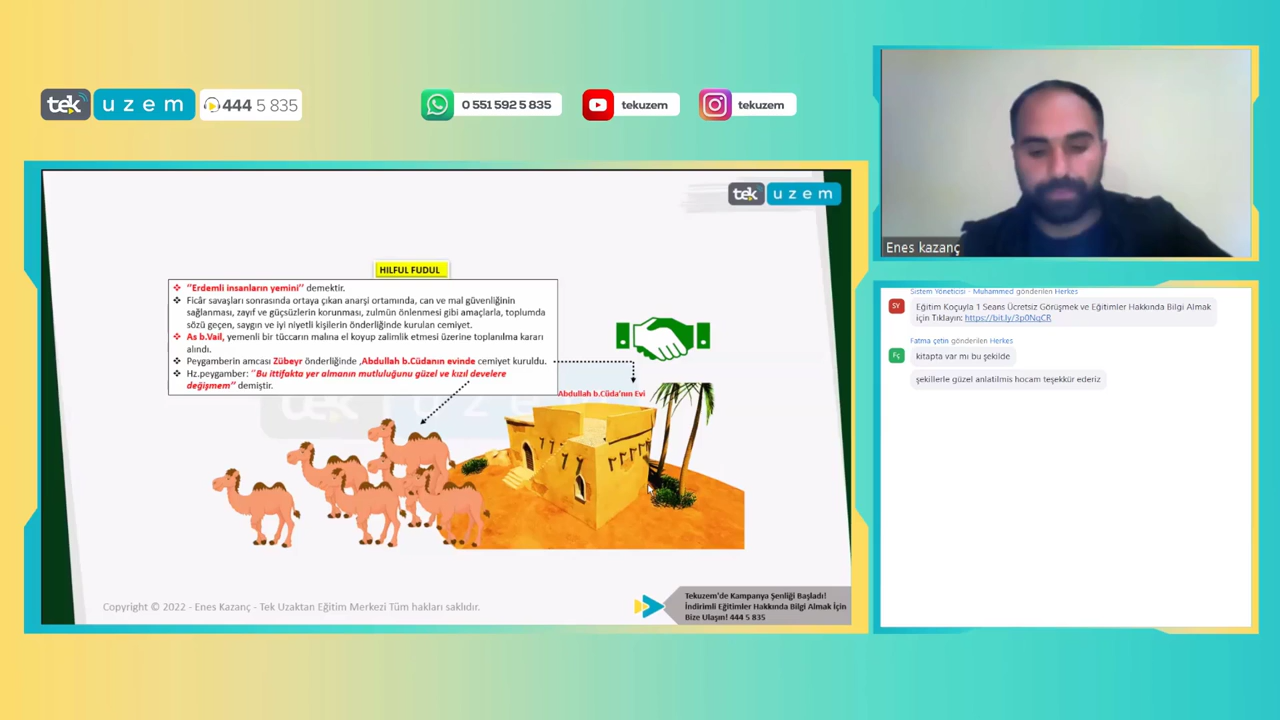 tek uzem 444 5 835
0 551 592 5 835
tekuzem
tekuzem
tek uzem
HILFUL FUDUL
❖ ‘’Erdemli insanların yemini’’ demektir.
❖ Ficâr savaşları sonrasında ortaya çıkan anarşi ortamında, can ve mal güvenliğinin
sağlanması, zayıf ve güçsüzlerin korunması, zulmün önlenmesi gibi amaçlarla, toplumda
sözü geçen, saygın ve iyi niyetli kişilerin önderliğinde kurulan cemiyet.
❖ As b.Vail, yemenli bir tüccarın malına el koyup zalimlik etmesi üzerine toplanılma kararı
alındı.
❖ Peygamberin amcası Zübeyr önderliğinde ,Abdullah b.Cüdanın evinde cemiyet kuruldu.
❖ Hz.peygamber: ‘’Bu ittifakta yer almanın mutluluğunu güzel ve kızıl develere
değişmem’’ demiştir.
Abdullah b.Cüda’nın Evi
Copyright © 2022 - Enes Kazanç - Tek Uzaktan Eğitim Merkezi Tüm hakları saklıdır.
Tekuzem'de Kampanya Şenliği Başladı!
İndirimli Eğitimler Hakkında Bilgi Almak İçin
Bize Ulaşın! 444 5 835
Enes kazanç
Sistem Yöneticisi - Muhammed gönderilen Herkes
SY
Eğitim Koçuyla 1 Seans Ücretsiz Görüşmek ve Eğitimler Hakkında Bilgi Almak
için Tıklayın: https://bit.ly/3p0NgCR
Fatma çetin gönderilen Herkes
Fç
kitapta var mı bu şekilde
şekillerle güzel anlatilmis hocam teşekkür ederiz